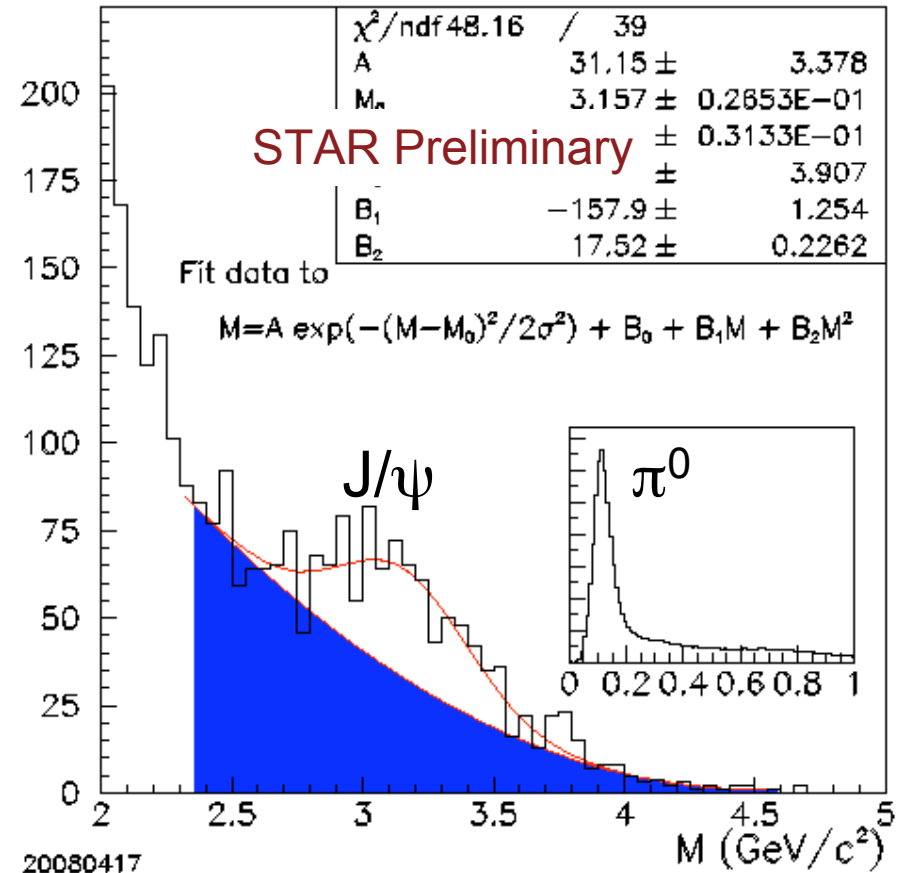 χ²/ndf 48.16 / 39
A 31.15 ± 3.378
M₀ 3.157 ± 0.2653E−01
± 0.3133E−01
± 3.907
B₁ −157.9 ± 1.254
B₂ 17.52 ± 0.2262
STAR Preliminary
Fit data to
M=A exp(−(M−M₀)²/2σ²) + B₀ + B₁M + B₂M²
J/ψ
π⁰
0 0.2 0.4 0.6 0.8 1
200
175
150
125
100
75
50
25
0
2 2.5 3 3.5 4 4.5 5
M (GeV/c²)
20080417